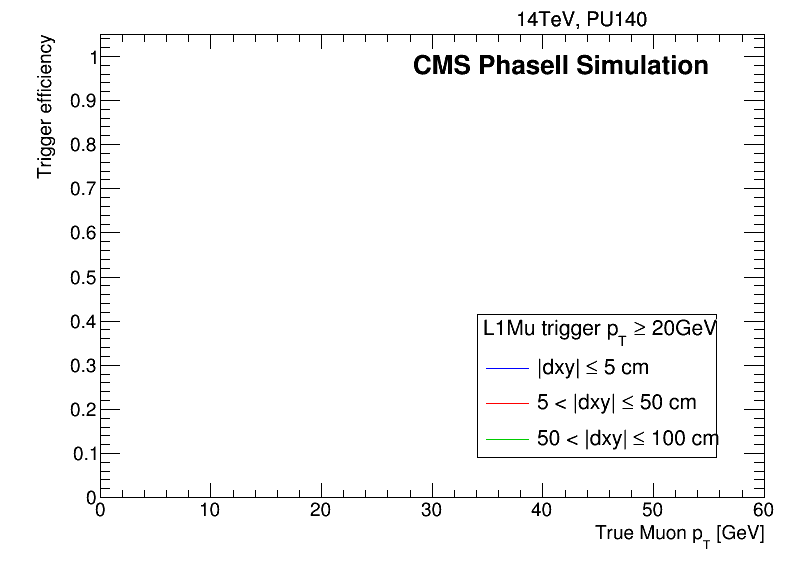 14TeV, PU140
CMS PhaseII Simulation
Trigger efficiency
1
0.9
0.8
0.7
0.6
0.5
0.4
0.3
0.2
0.1
0
L1Mu trigger p_T ≥ 20GeV
|dxy| ≤ 5 cm
5 < |dxy| ≤ 50 cm
50 < |dxy| ≤ 100 cm
0 10 20 30 40 50 60
True Muon p_T [GeV]